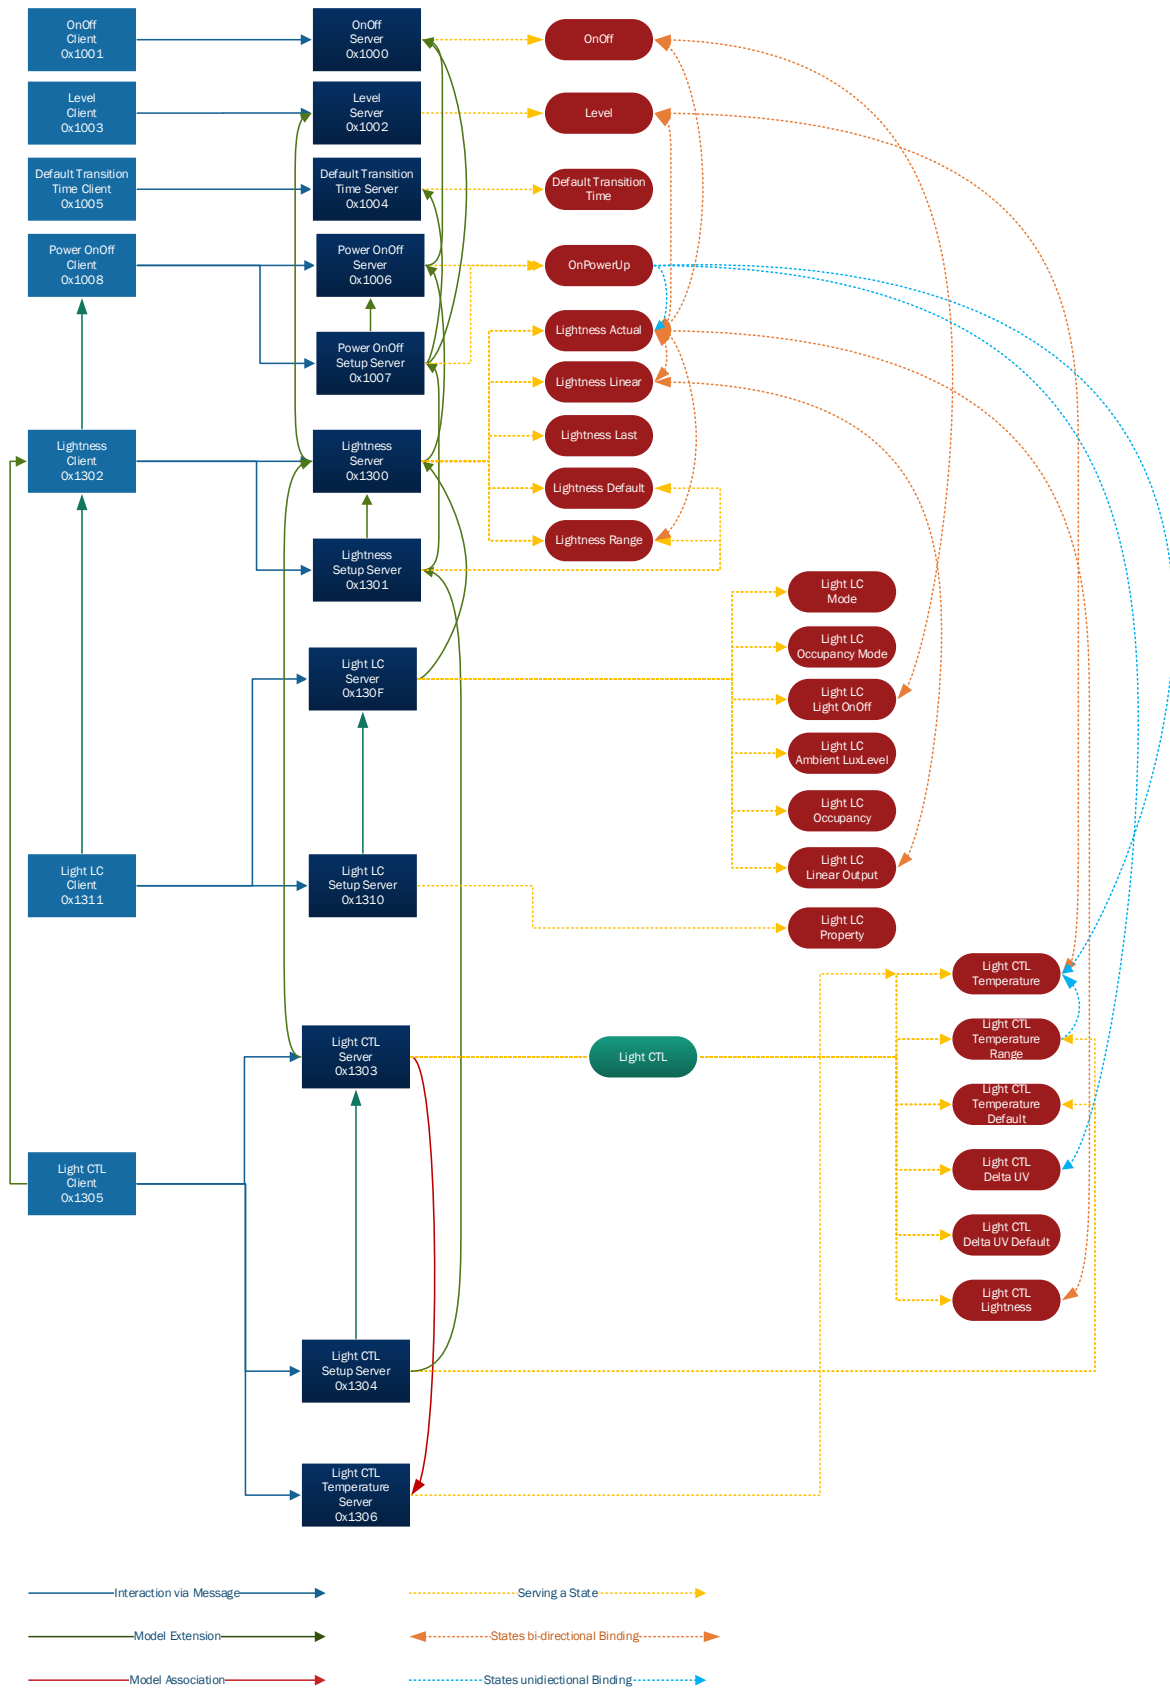 OnOff
Client
0x1001
OnOff
Server
0x1000
OnOff
Level
Client
0x1003
Level
Server
0x1002
Level
Default Transition
Time Client
0x1005
Default Transition
Time Server
0x1004
Default Transition
Time
Power OnOff
Client
0x1008
Power OnOff
Server
0x1006
OnPowerUp
Power OnOff
Setup Server
0x1007
Lightness Actual
Lightness Linear
Lightness Last
Lightness Default
Lightness Range
Lightness
Client
0x1302
Lightness
Server
0x1300
Lightness
Setup Server
0x1301
Light LC
Mode
Light LC
Occupancy Mode
Light LC
Light OnOff
Light LC
Ambient LuxLevel
Light LC
Occupancy
Light LC
Linear Output
Light LC
Property
Light LC
Server
0x130F
Light LC
Client
0x1311
Light LC
Setup Server
0x1310
Light CTL
Server
0x1303
Light CTL
Light CTL
Temperature
Light CTL
Temperature
Range
Light CTL
Temperature
Default
Light CTL
Delta UV
Light CTL
Delta UV Default
Light CTL
Lightness
Light CTL
Client
0x1305
Light CTL
Setup Server
0x1304
Light CTL
Temperature
Server
0x1306
Interaction via Message
Serving a State
Model Extension
States bi-directional Binding
Model Association
States unidiectional Binding